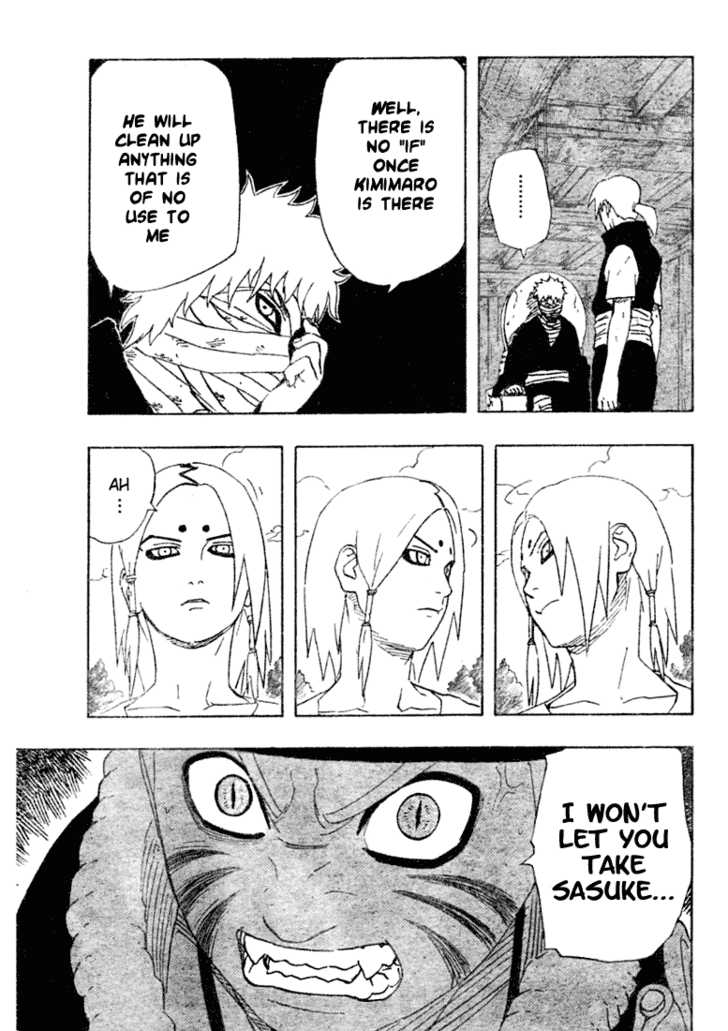 ........
WELL,
THERE IS
NO "IF"
ONCE
KIMIMARO
IS THERE
HE WILL
CLEAN UP
ANYTHING
THAT IS
OF NO
USE TO
ME
AH
...
I WON'T
LET YOU
TAKE
SASUKE...